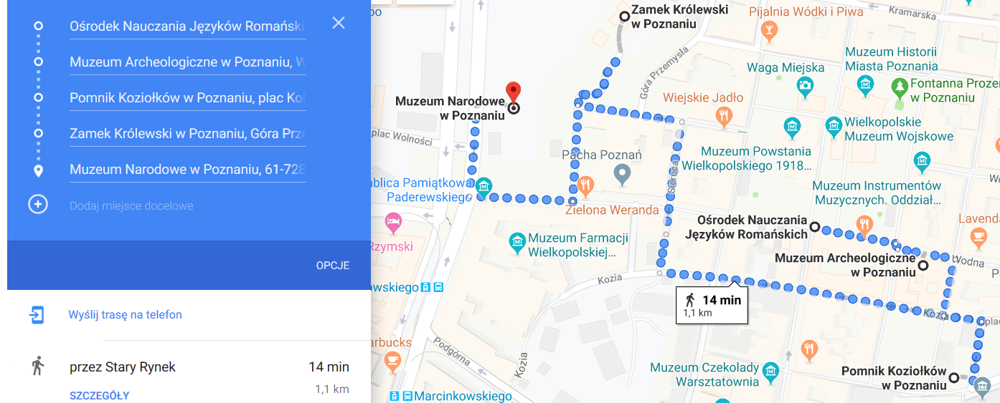 Ośrodek Nauczania Języków Romański
Muzeum Archeologiczne w Poznaniu, W
Pomnik Koziołków w Poznaniu, plac Kol
Zamek Królewski w Poznaniu, Góra Prze
Muzeum Narodowe w Poznaniu, 61-728
Dodaj miejsce docelowe
OPCJE
Wyślij trasę na telefon
przez Stary Rynek
14 min
1,1 km
SZCZEGÓŁY
Zamek Królewski
w Poznaniu
Pijalnia Wódki i Piwa
Kramarska
Góra Przemysła
Muzeum Historii
Miasta Poznania
Waga Miejska
Fontanna Prozer
w Poznaniu
Muzeum Narodowe
w Poznaniu
Wiejskie Jadło
Wielkopolskie
Muzeum Wojskowe
plac Wolności
Pacha Poznań
Muzeum Powstania
Wielkopolskiego 1918...
Sieroca
ablica Pamiątkowa
Paderewskiego
Muzeum Instrumentów
Muzycznych. Oddział...
Zielona Weranda
Ośrodek Nauczania
Języków Romańskich
Lavenda
Rzymski
Muzeum Farmacji
Wielkopolskiej...
Muzeum Archeologiczne
w Poznaniu
Wodna
Kozia
owskiego
14 min
1,1 km
Kozia
plac
arbucks
Podgórna
Kozia
Muzeum Czekolady
Warsztatownia
Pomnik Koziołków
w Poznaniu
Marcinkowskiego